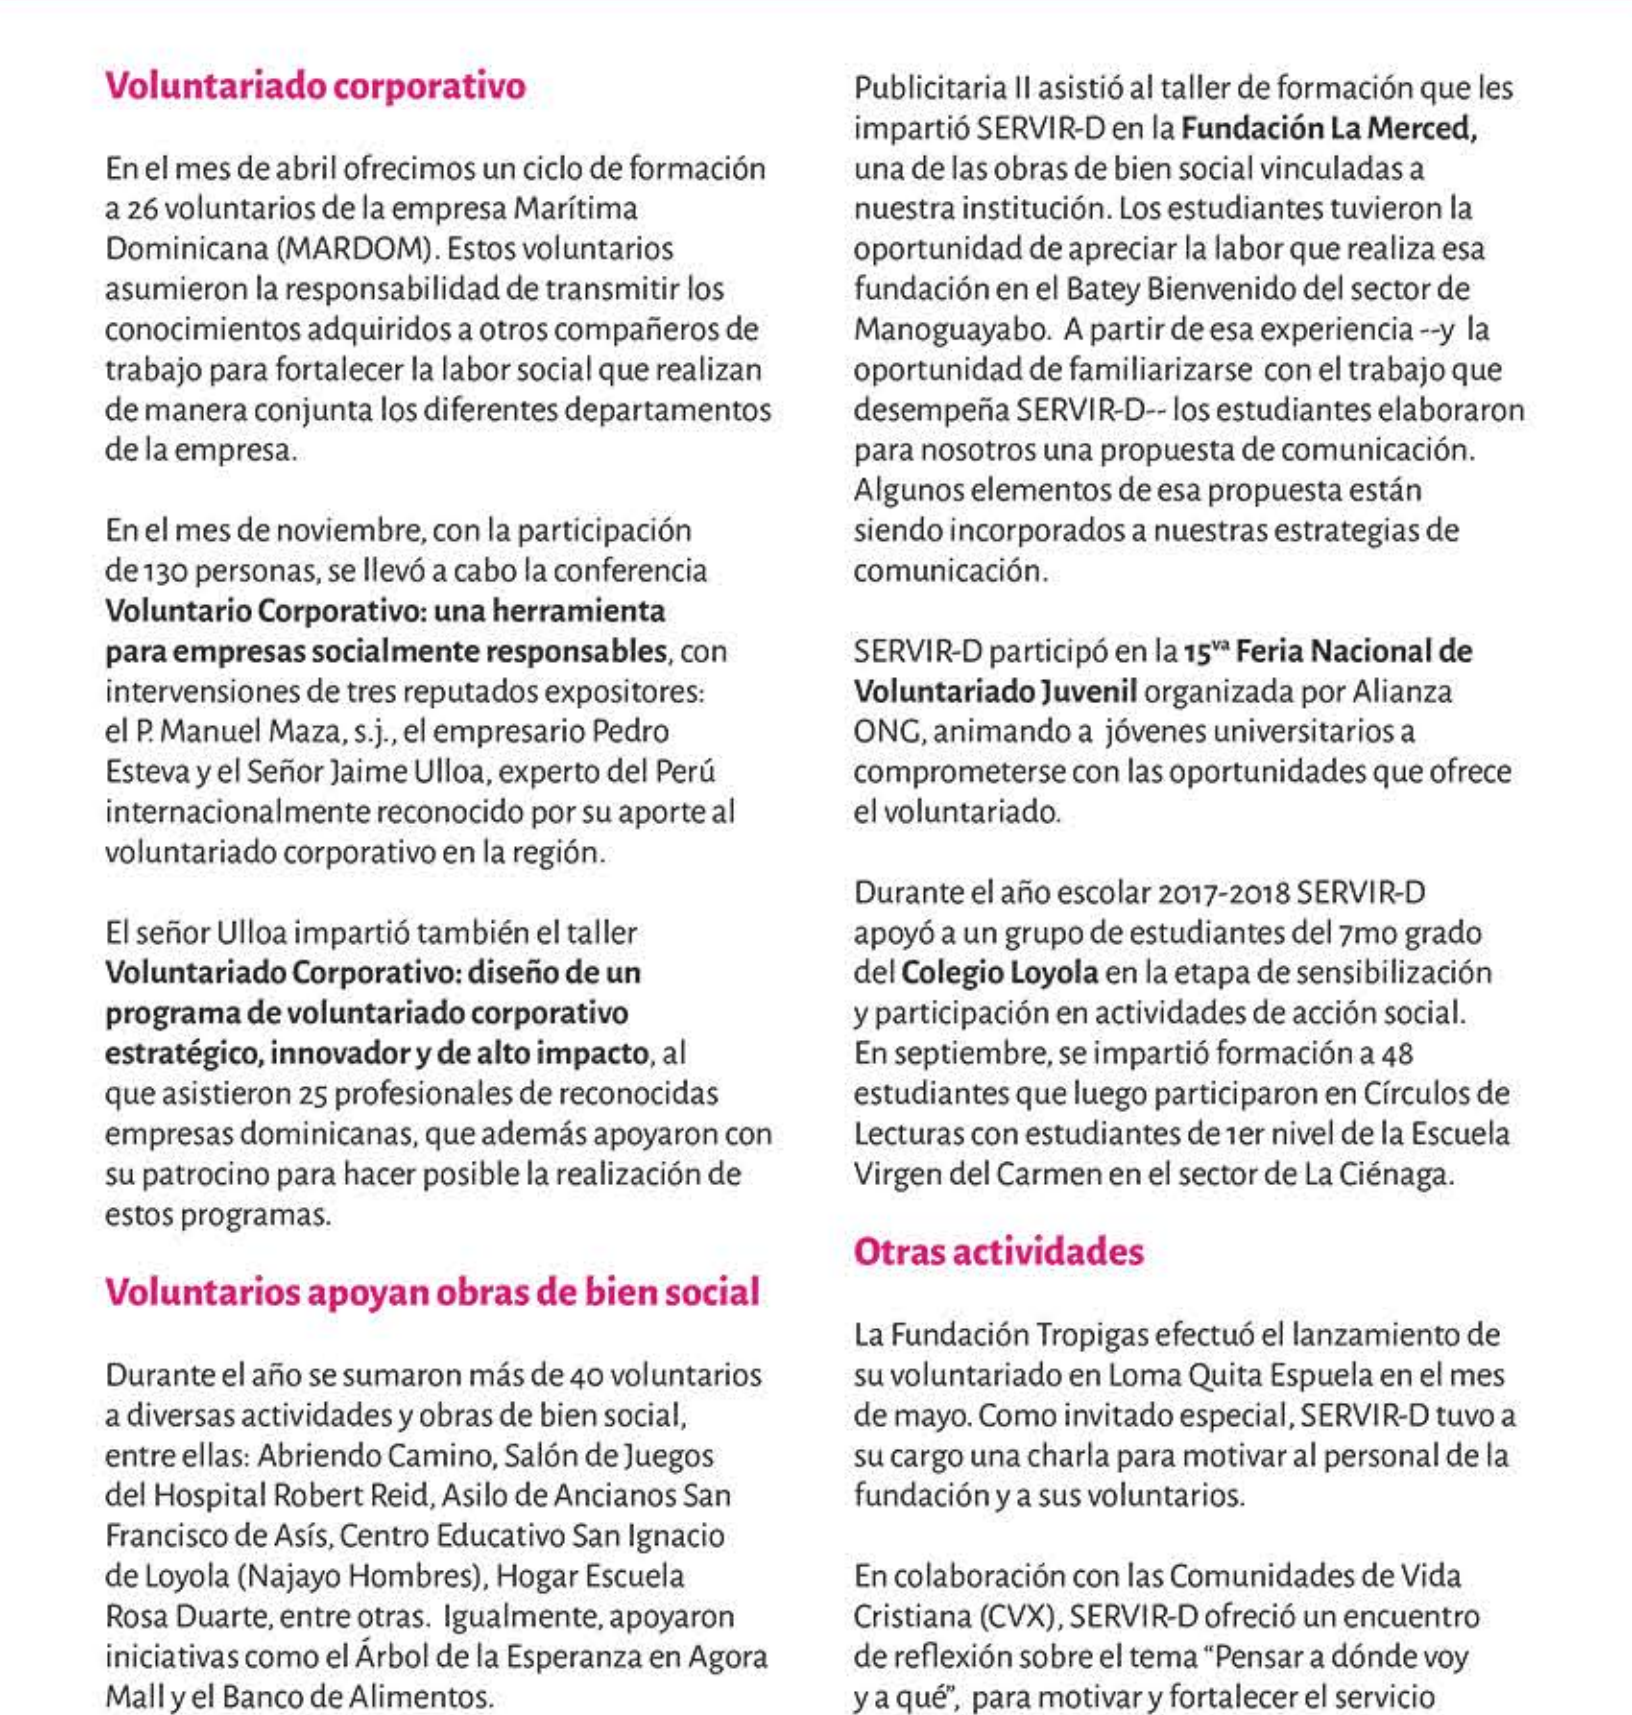 Voluntariado corporativo
En el mes de abril ofrecimos un ciclo de formación
a 26 voluntarios de la empresa Marítima
Dominicana (MARDOM). Estos voluntarios
asumieron la responsabilidad de transmitir los
conocimientos adquiridos a otros compañeros de
trabajo para fortalecer la labor social que realizan
de manera conjunta los diferentes departamentos
de la empresa.
En el mes de noviembre, con la participación
de 130 personas, se llevó a cabo la conferencia
Voluntario Corporativo: una herramienta
para empresas socialmente responsables, con
intervensiones de tres reputados expositores:
el P. Manuel Maza, s.j., el empresario Pedro
Esteva y el Señor Jaime Ulloa, experto del Perú
internacionalmente reconocido por su aporte al
voluntariado corporativo en la región.
El señor Ulloa impartió también el taller
Voluntariado Corporativo: diseño de un
programa de voluntariado corporativo
estratégico, innovador y de alto impacto, al
que asistieron 25 profesionales de reconocidas
empresas dominicanas, que además apoyaron con
su patrocino para hacer posible la realización de
estos programas.
Voluntarios apoyan obras de bien social
Durante el año se sumaron más de 40 voluntarios
a diversas actividades y obras de bien social,
entre ellas: Abriendo Camino, Salón de Juegos
del Hospital Robert Reid, Asilo de Ancianos San
Francisco de Asís, Centro Educativo San Ignacio
de Loyola (Najayo Hombres), Hogar Escuela
Rosa Duarte, entre otras. Igualmente, apoyaron
iniciativas como el Árbol de la Esperanza en Agora
Mall y el Banco de Alimentos.
Publicitaria II asistió al taller de formación que les
impartió SERVIR-D en la Fundación La Merced,
una de las obras de bien social vinculadas a
nuestra institución. Los estudiantes tuvieron la
oportunidad de apreciar la labor que realiza esa
fundación en el Batey Bienvenido del sector de
Manoguayabo. A partir de esa experiencia --y la
oportunidad de familiarizarse con el trabajo que
desempeña SERVIR-D-- los estudiantes elaboraron
para nosotros una propuesta de comunicación.
Algunos elementos de esa propuesta están
siendo incorporados a nuestras estrategias de
comunicación.
SERVIR-D participó en la 15va Feria Nacional de
Voluntariado Juvenil organizada por Alianza
ONG, animando a jóvenes universitarios a
comprometerse con las oportunidades que ofrece
el voluntariado.
Durante el año escolar 2017-2018 SERVIR-D
apoyó a un grupo de estudiantes del 7mo grado
del Colegio Loyola en la etapa de sensibilización
y participación en actividades de acción social.
En septiembre, se impartió formación a 48
estudiantes que luego participaron en Círculos de
Lecturas con estudiantes de 1er nivel de la Escuela
Virgen del Carmen en el sector de La Ciénaga.
Otras actividades
La Fundación Tropigas efectuó el lanzamiento de
su voluntariado en Loma Quita Espuela en el mes
de mayo. Como invitado especial, SERVIR-D tuvo a
su cargo una charla para motivar al personal de la
fundación y a sus voluntarios.
En colaboración con las Comunidades de Vida
Cristiana (CVX), SERVIR-D ofreció un encuentro
de reflexión sobre el tema “Pensar a dónde voy
y a qué”, para motivar y fortalecer el servicio